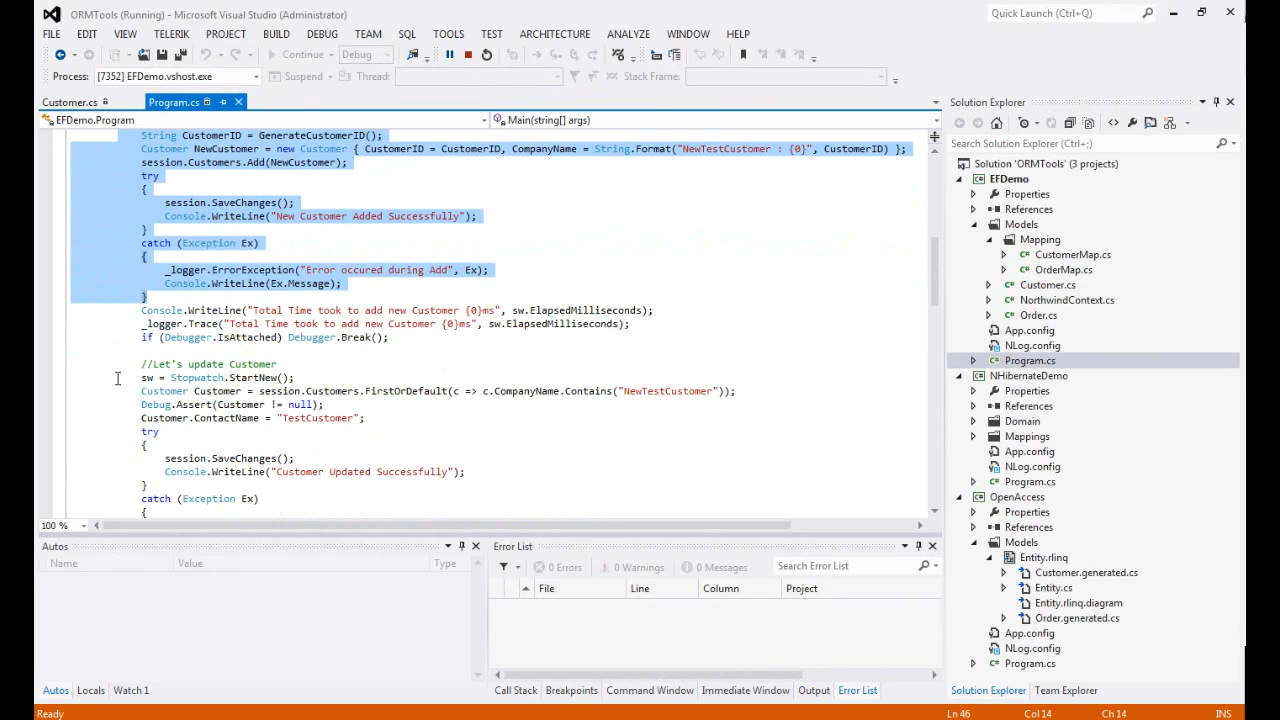 ORMTools (Running) - Microsoft Visual Studio (Administrator)
Quick Launch (Ctrl+Q)
FILE EDIT VIEW TELERIK PROJECT BUILD DEBUG TEAM SQL TOOLS TEST ARCHITECTURE ANALYZE WINDOW HELP
Continue Debug
Process: [7352] EFDemo.vshost.exe Suspend Thread: Stack Frame:
Customer.cs Program.cs
EFDemo.Program Main(string[] args)
String CustomerID = GenerateCustomerID();
Customer NewCustomer = new Customer { CustomerID = CustomerID, CompanyName = String.Format("NewTestCustomer : {0}", CustomerID) };
session.Customers.Add(NewCustomer);
try
{
session.SaveChanges();
Console.WriteLine("New Customer Added Successfully");
}
catch (Exception Ex)
{
_logger.ErrorException("Error occured during Add", Ex);
Console.WriteLine(Ex.Message);
}
Console.WriteLine("Total Time took to add new Customer {0}ms", sw.ElapsedMilliseconds);
_logger.Trace("Total Time took to add new Customer {0}ms", sw.ElapsedMilliseconds);
if (Debugger.IsAttached) Debugger.Break();
//Let's update Customer
sw = Stopwatch.StartNew();
Customer Customer = session.Customers.FirstOrDefault(c => c.CompanyName.Contains("NewTestCustomer"));
Debug.Assert(Customer != null);
Customer.ContactName = "TestCustomer";
try
{
session.SaveChanges();
Console.WriteLine("Customer Updated Successfully");
}
catch (Exception Ex)
{
100 %
Autos
Name Value Type
Autos Locals Watch 1
Error List
0 Errors 0 Warnings 0 Messages Search Error List
File Line Column Project
Call Stack Breakpoints Command Window Immediate Window Output Error List
Solution Explorer
Search Solution Explorer (Ctrl+;)
Solution 'ORMTools' (3 projects)
EFDemo
Properties
References
Models
Mapping
CustomerMap.cs
OrderMap.cs
Customer.cs
NorthwindContext.cs
Order.cs
App.config
NLog.config
Program.cs
NHibernateDemo
Properties
References
Domain
Mappings
App.config
NLog.config
Program.cs
OpenAccess
Properties
References
Models
Entity.rlinq
Customer.generated.cs
Entity.cs
Entity.rlinq.diagram
Order.generated.cs
App.config
NLog.config
Program.cs
Solution Explorer Team Explorer
Ready Ln 46 Col 14 Ch 14 INS